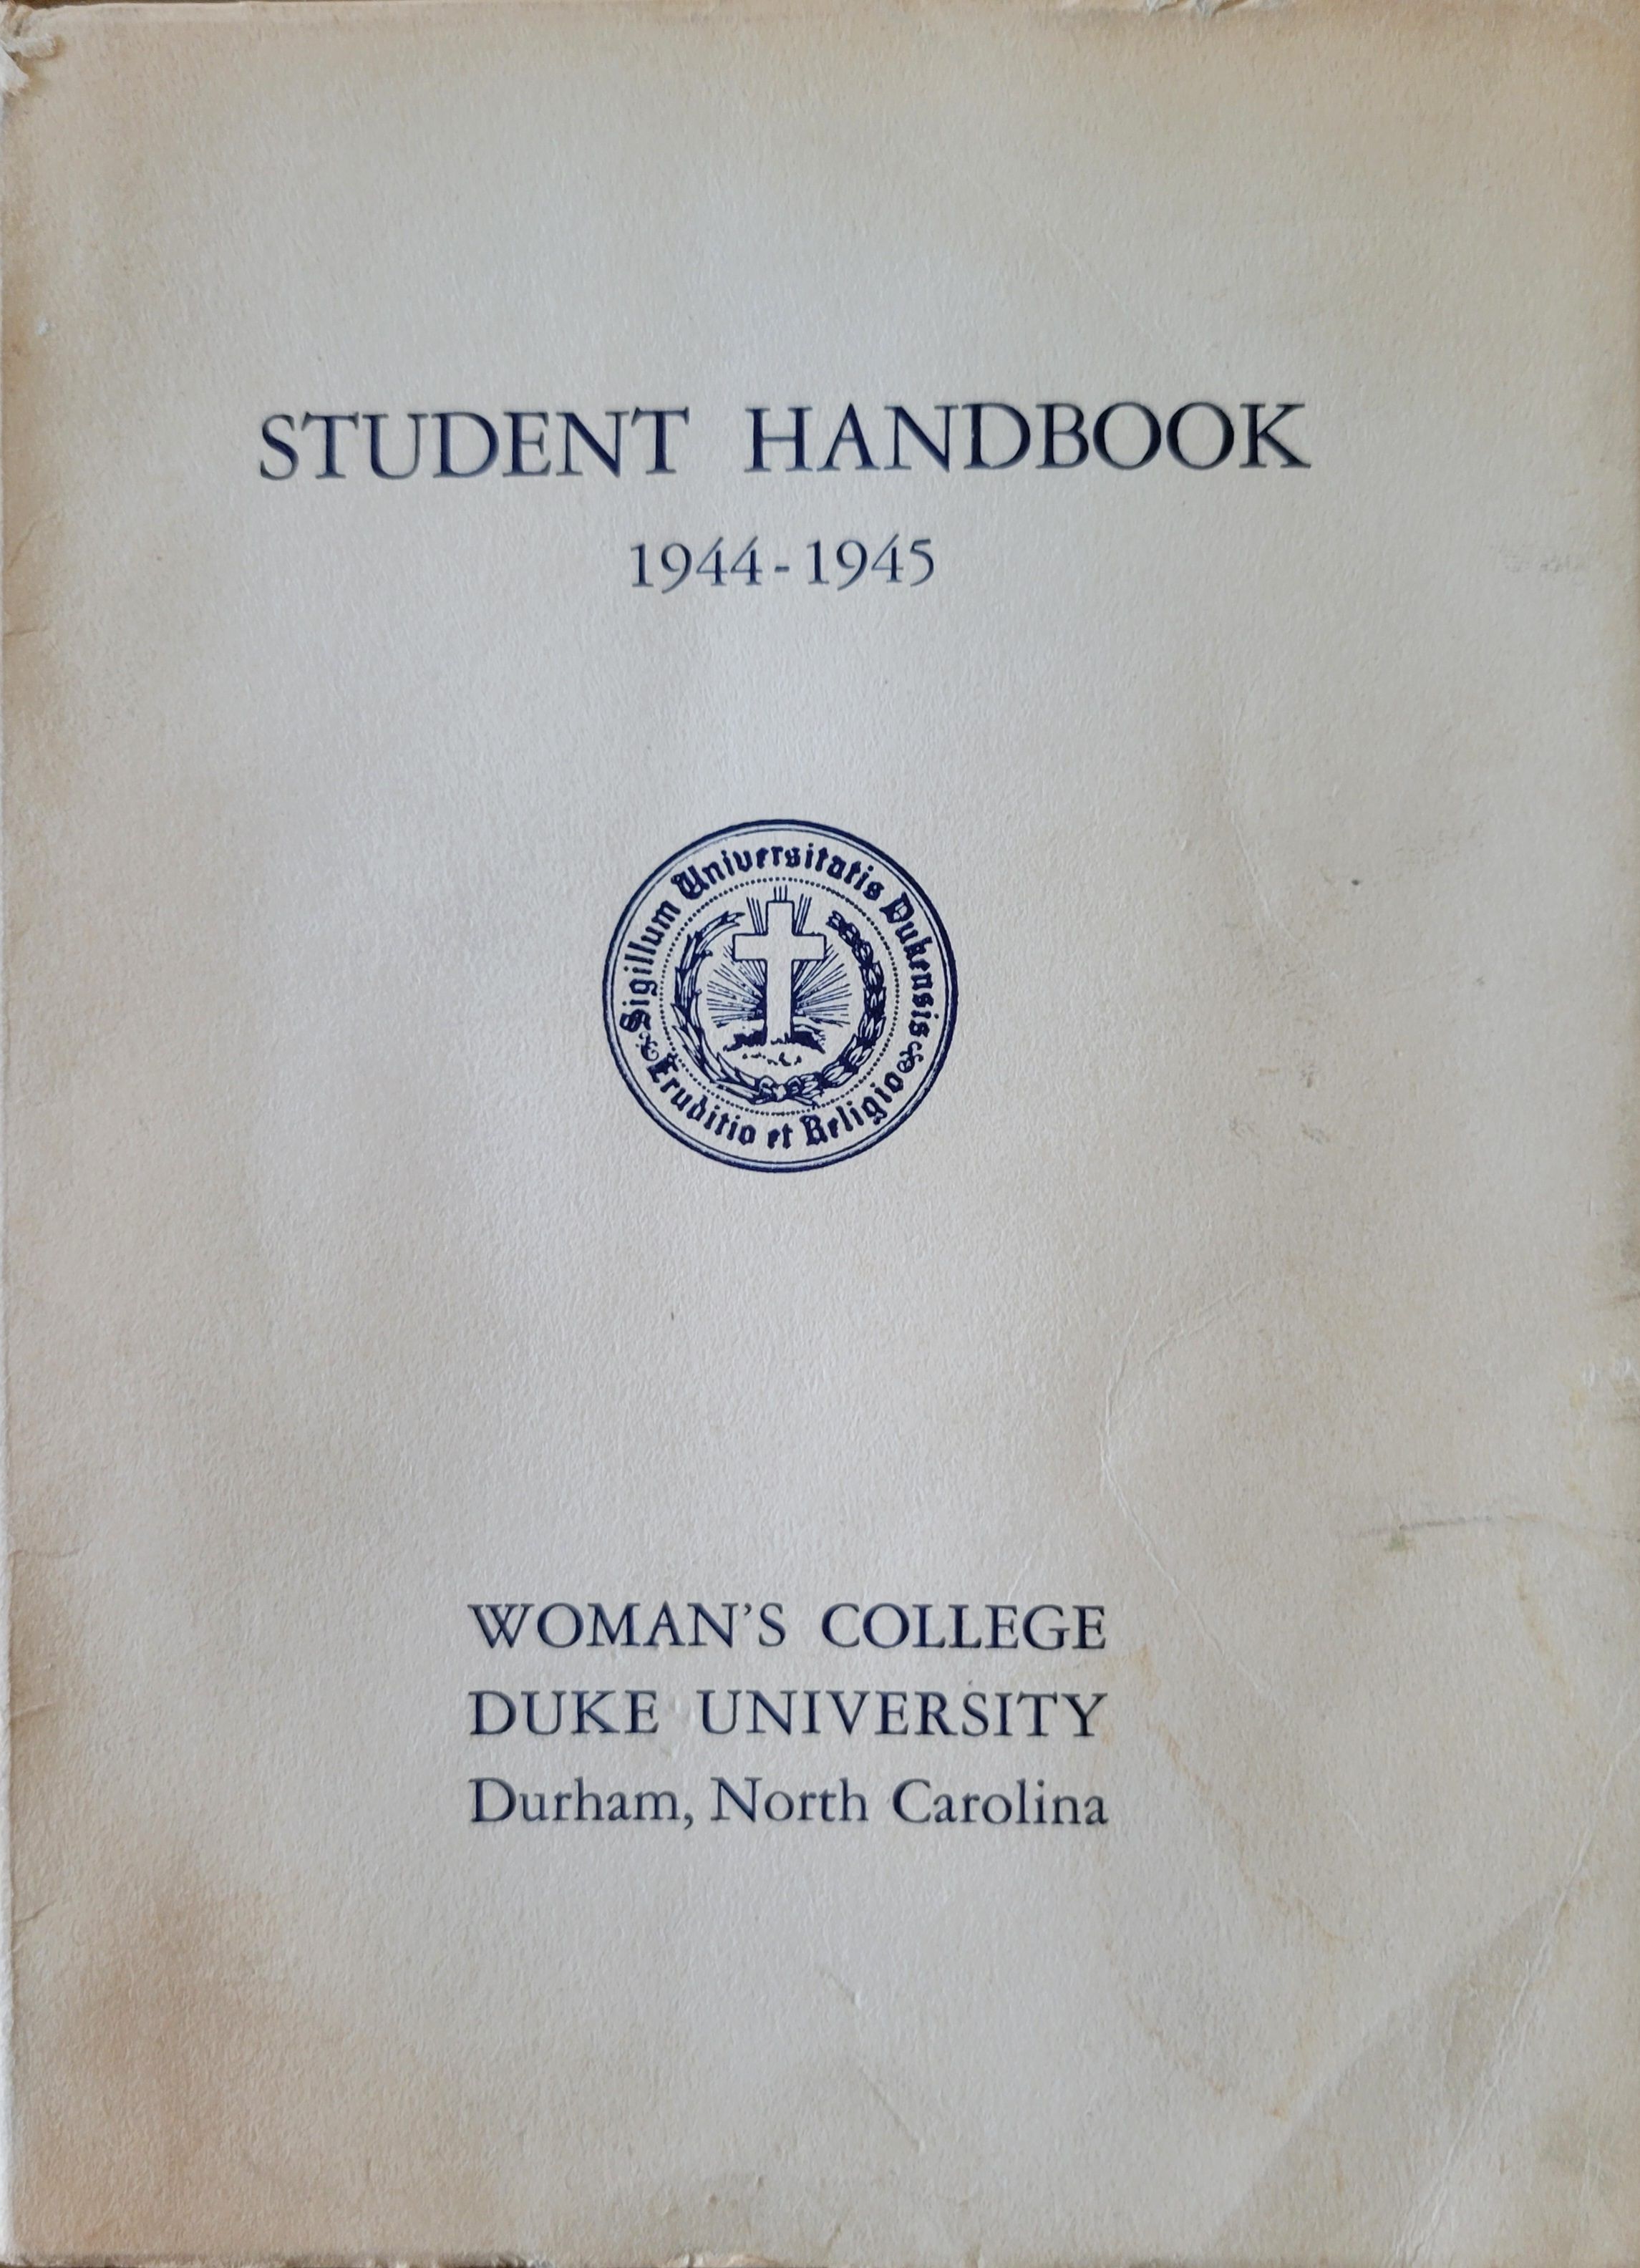 STUDENT HANDBOOK
1944-1945
Sigillum Universitatis Dukensis
Eruditio et Religio
WOMAN'S COLLEGE
DUKE UNIVERSITY
Durham, North Carolina